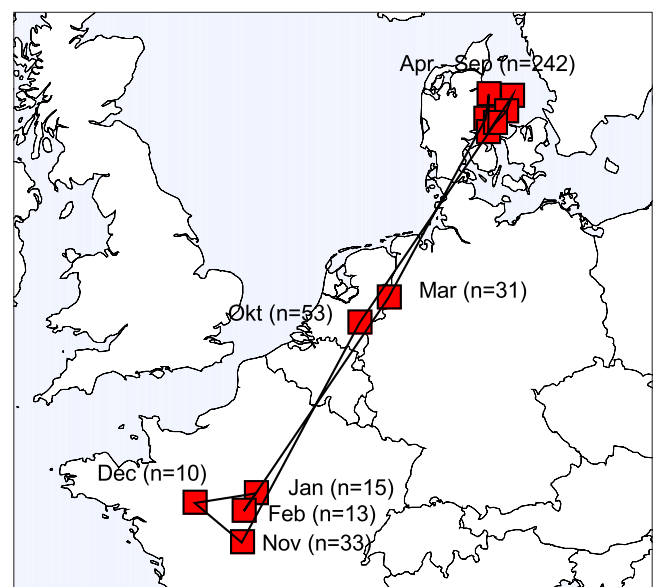 Apr - Sep (n=242)
Mar (n=31)
Okt (n=53)
Dec (n=10)
Jan (n=15)
Feb (n=13)
Nov (n=33)